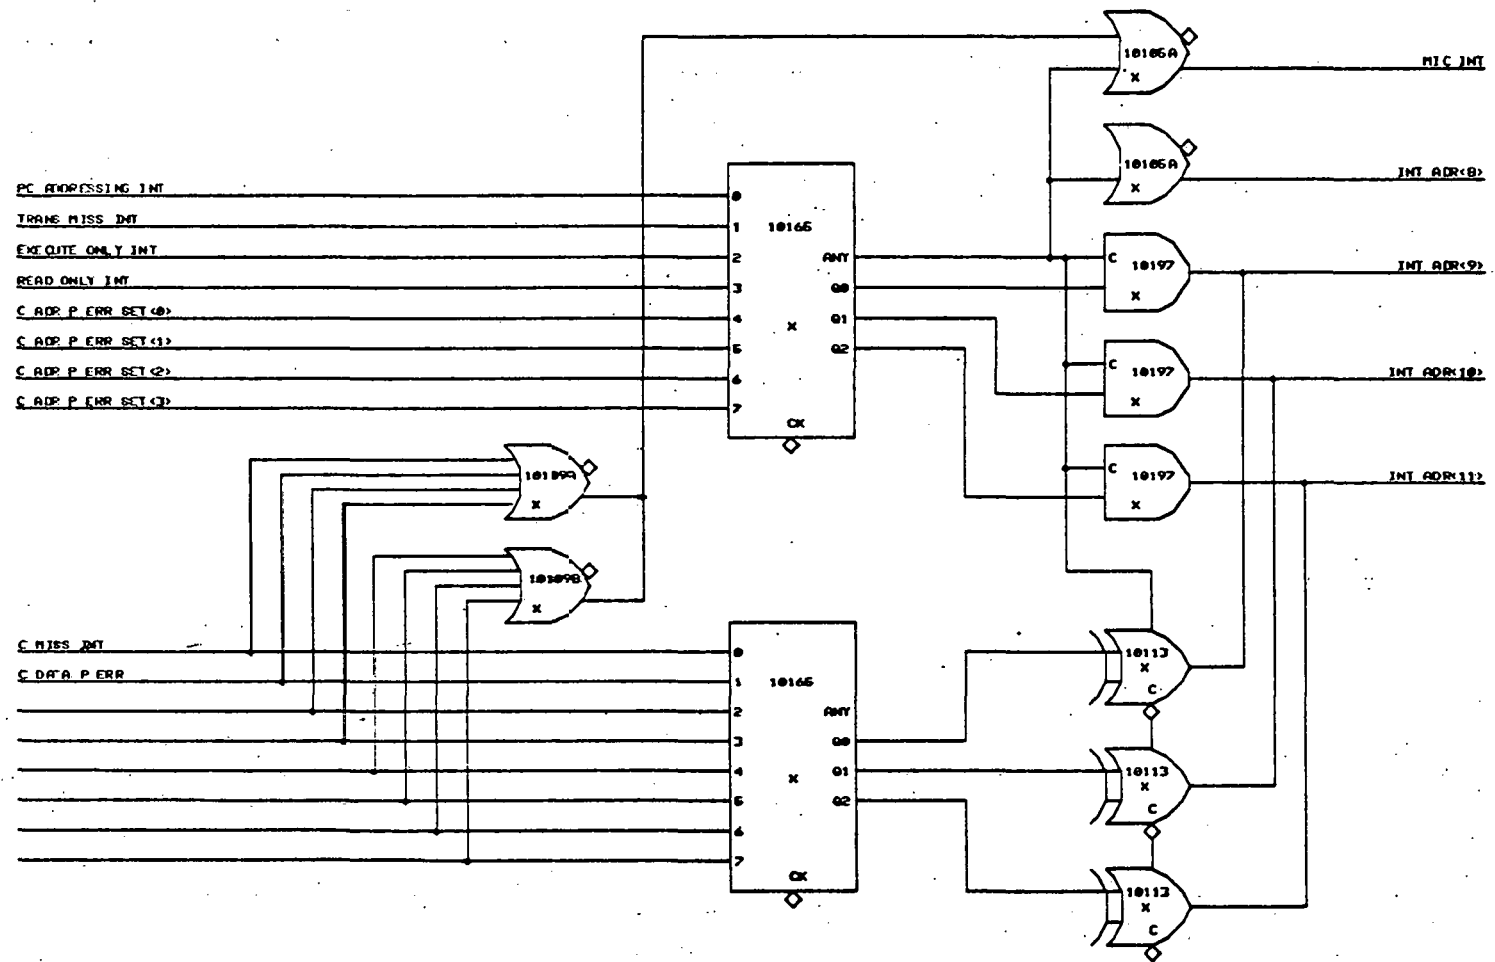 10105A
X
MIC INT
10105A
X
INT ADR<8>
PC ADDRESSING INT
TRANS MISS INT
EXECUTE ONLY INT
READ ONLY INT
C ADR P ERR SET<0>
C ADR P ERR SET<1>
C ADR P ERR SET<2>
C ADR P ERR SET<3>
0
1
2
3
4
5
6
7
10165
ANY
Q0
Q1
Q2
X
CK
C
10197
X
INT ADR<9>
C
10197
X
INT ADR<10>
C
10197
X
INT ADR<11>
10109A
X
10109B
X
C MISS INT
C DATA P ERR
0
1
2
3
4
5
6
7
10165
ANY
Q0
Q1
Q2
X
CK
10113
X
C
10113
X
C
10113
X
C